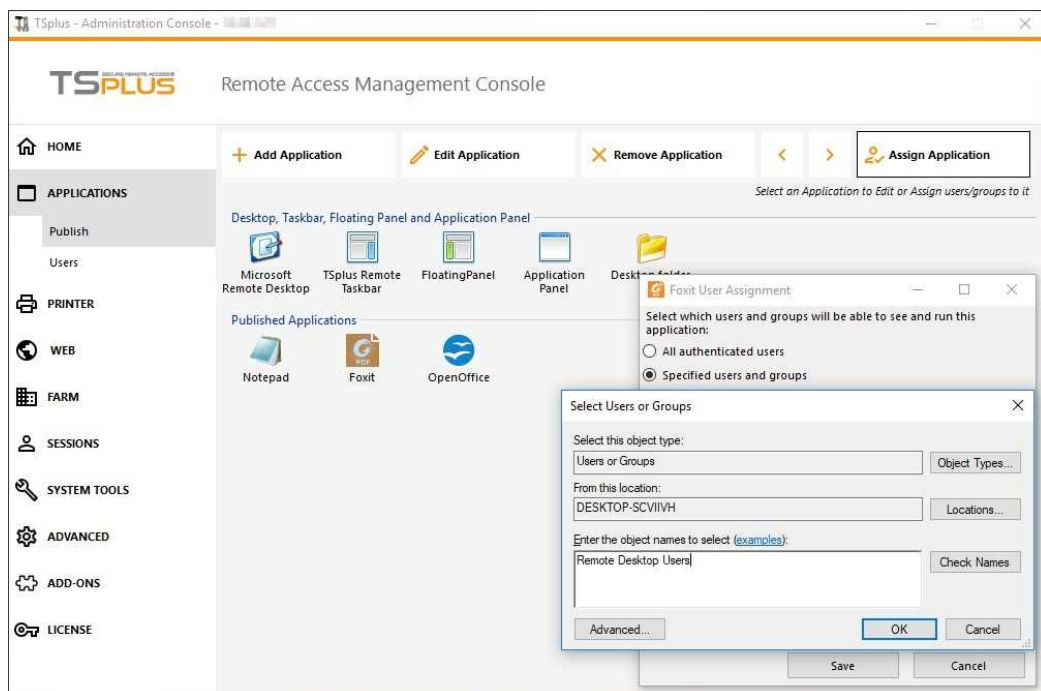 TSplus - Administration Console -
TSPLUS
SECURE REMOTE ACCESS
Remote Access Management Console
HOME
APPLICATIONS
Publish
Users
PRINTER
WEB
FARM
SESSIONS
SYSTEM TOOLS
ADVANCED
ADD-ONS
LICENSE
Add Application
Edit Application
Remove Application
Assign Application
Select an Application to Edit or Assign users/groups to it
Desktop, Taskbar, Floating Panel and Application Panel
Microsoft
Remote Desktop
TSplus Remote
Taskbar
FloatingPanel
Application
Panel
Desktop folder
Published Applications
Notepad
PDF
Foxit
OpenOffice
Foxit User Assignment
Select which users and groups will be able to see and run this
application:
All authenticated users
Specified users and groups
Select Users or Groups
Select this object type:
Users or Groups
Object Types...
From this location:
DESKTOP-SCVIIVH
Locations...
Enter the object names to select (examples):
Remote Desktop Users
Check Names
Advanced...
OK
Cancel
Save
Cancel